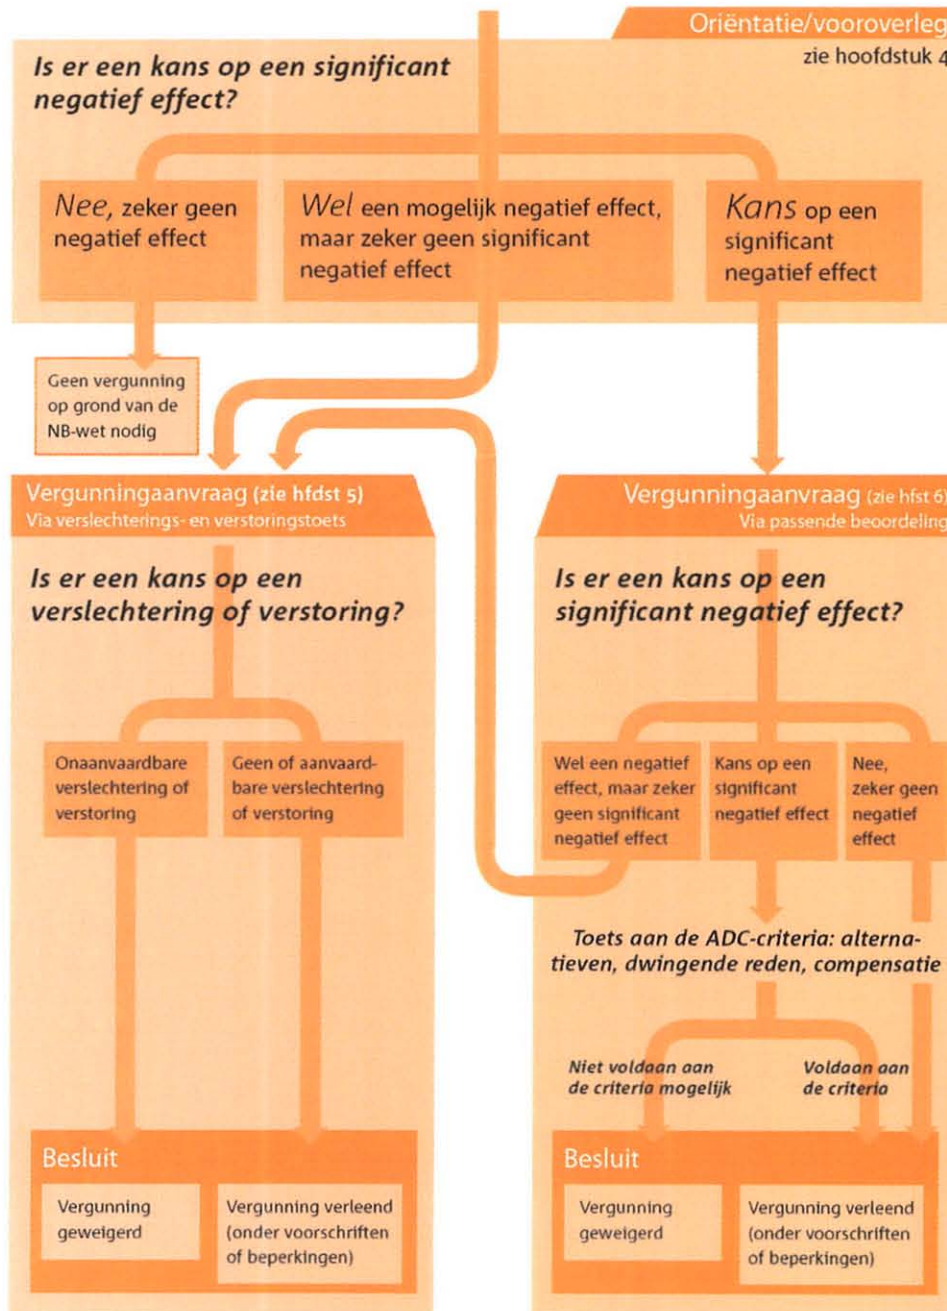 Oriëntatie/vooroverleg
zie hoofdstuk 4
Is er een kans op een significant
negatief effect?
Nee, zeker geen
negatief effect
Wel een mogelijk negatief effect,
maar zeker geen significant
negatief effect
Kans op een
significant
negatief effect
Geen vergunning
op grond van de
NB-wet nodig
Vergunningaanvraag (zie hfdst 5)
Via verslechterings- en verstoringstoets
Is er een kans op een
verslechtering of verstoring?
Onaanvaardbare
verslechtering of
verstoring
Geen of aanvaard-
bare verslechtering
of verstoring
Besluit
Vergunning
geweigerd
Vergunning verleend
(onder voorschriften
of beperkingen)
Vergunningaanvraag (zie hfst 6)
Via passende beoordeling
Is er een kans op een
significant negatief effect?
Wel een negatief
effect, maar zeker
geen significant
negatief effect
Kans op een
significant
negatief effect
Nee,
zeker geen
negatief
effect
Toets aan de ADC-criteria: alterna-
tieven, dwingende reden, compensatie
Niet voldaan aan
de criteria mogelijk
Voldaan aan
de criteria
Besluit
Vergunning
geweigerd
Vergunning verleend
(onder voorschriften
of beperkingen)